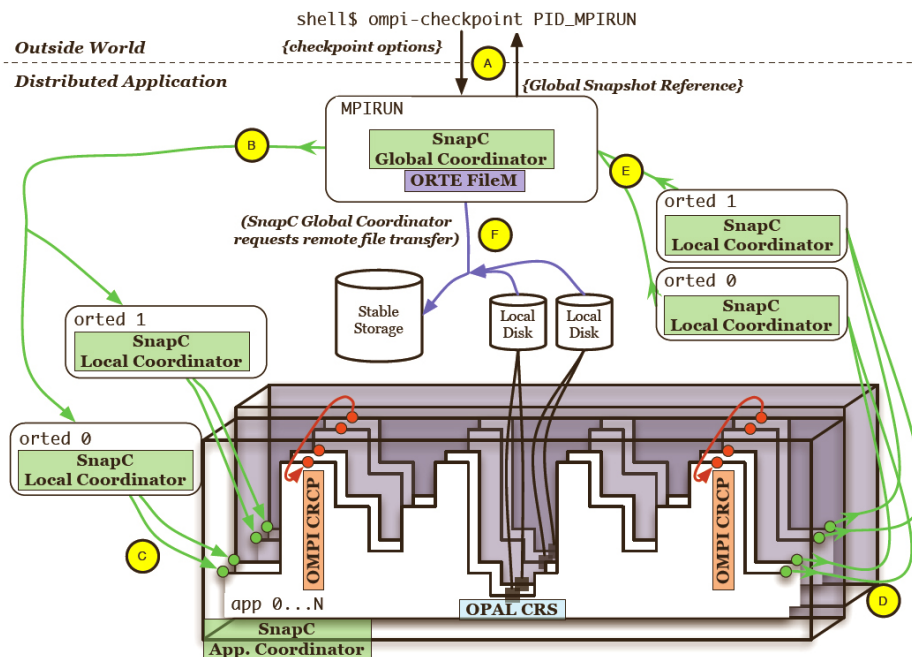 shell$ ompi-checkpoint PID_MPIRUN
Outside World
{checkpoint options}
A
Distributed Application
{Global Snapshot Reference}
MPIRUN
SnapC
Global Coordinator
ORTE FileM
B
E
(SnapC Global Coordinator
requests remote file transfer)
F
orted 1
SnapC
Local Coordinator
orted 0
SnapC
Local Coordinator
Stable
Storage
Local
Disk
Local
Disk
orted 1
SnapC
Local Coordinator
orted 0
SnapC
Local Coordinator
OMPI CRCP
OMPI CRCP
C
D
app 0...N
OPAL CRS
SnapC
App. Coordinator